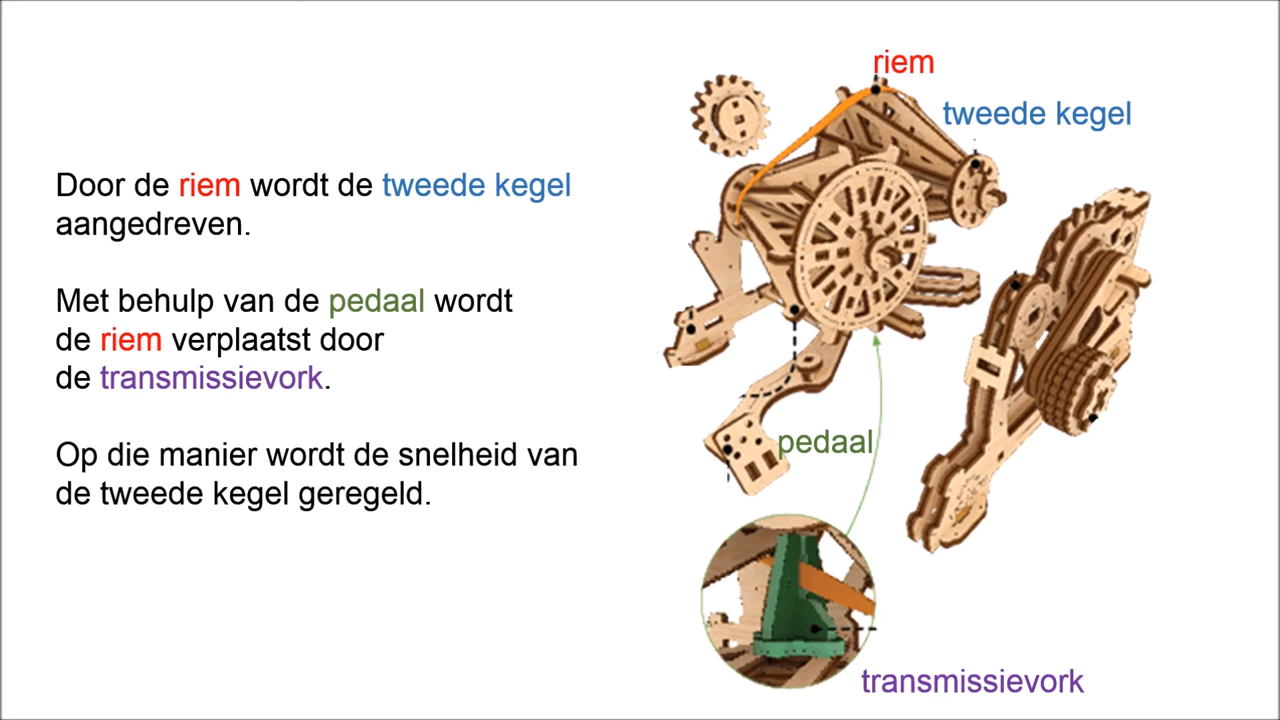 Door de riem wordt de tweede kegel
aangedreven.
Met behulp van de pedaal wordt
de riem verplaatst door
de transmissievork.
Op die manier wordt de snelheid van
de tweede kegel geregeld.
riem
tweede kegel
pedaal
transmissievork